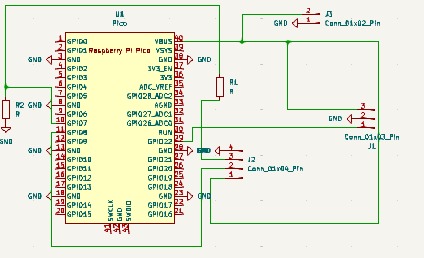 U1
Pico
Raspberry Pi Pico
1 GPIO0 VBUS 40
2 GPIO1 VSYS 39
GND 3 GND GND 38 GND
4 GPIO2 3V3_EN 37
5 GPIO3 3V3 36
6 GPIO4 ADC_VREF 35
7 GPIO5 GPIO28_ADC2 34
GND 8 GND AGND 33
9 GPIO6 GPIO27_ADC1 32
10 GPIO7 GPIO26_ADC0 31
11 GPIO8 RUN 30
12 GPIO9 GPIO22 29
GND 13 GND GND 28 GND
14 GPIO10 GPIO21 27
15 GPIO11 GPIO20 26
16 GPIO12 GPIO19 25
17 GPIO13 GPIO18 24
GND 18 GND GND 23 GND
19 GPIO14 GPIO17 22
20 GPIO15 GPIO16 21
SWCLK
GND
SWDIO
41
42
43
R2
R
GND
R1
R
J3
Conn_01x02_Pin
2
GND 1
3
GND 2
1
Conn_01x03_Pin
J1
4
3
2
1
J2
Conn_01x04_Pin